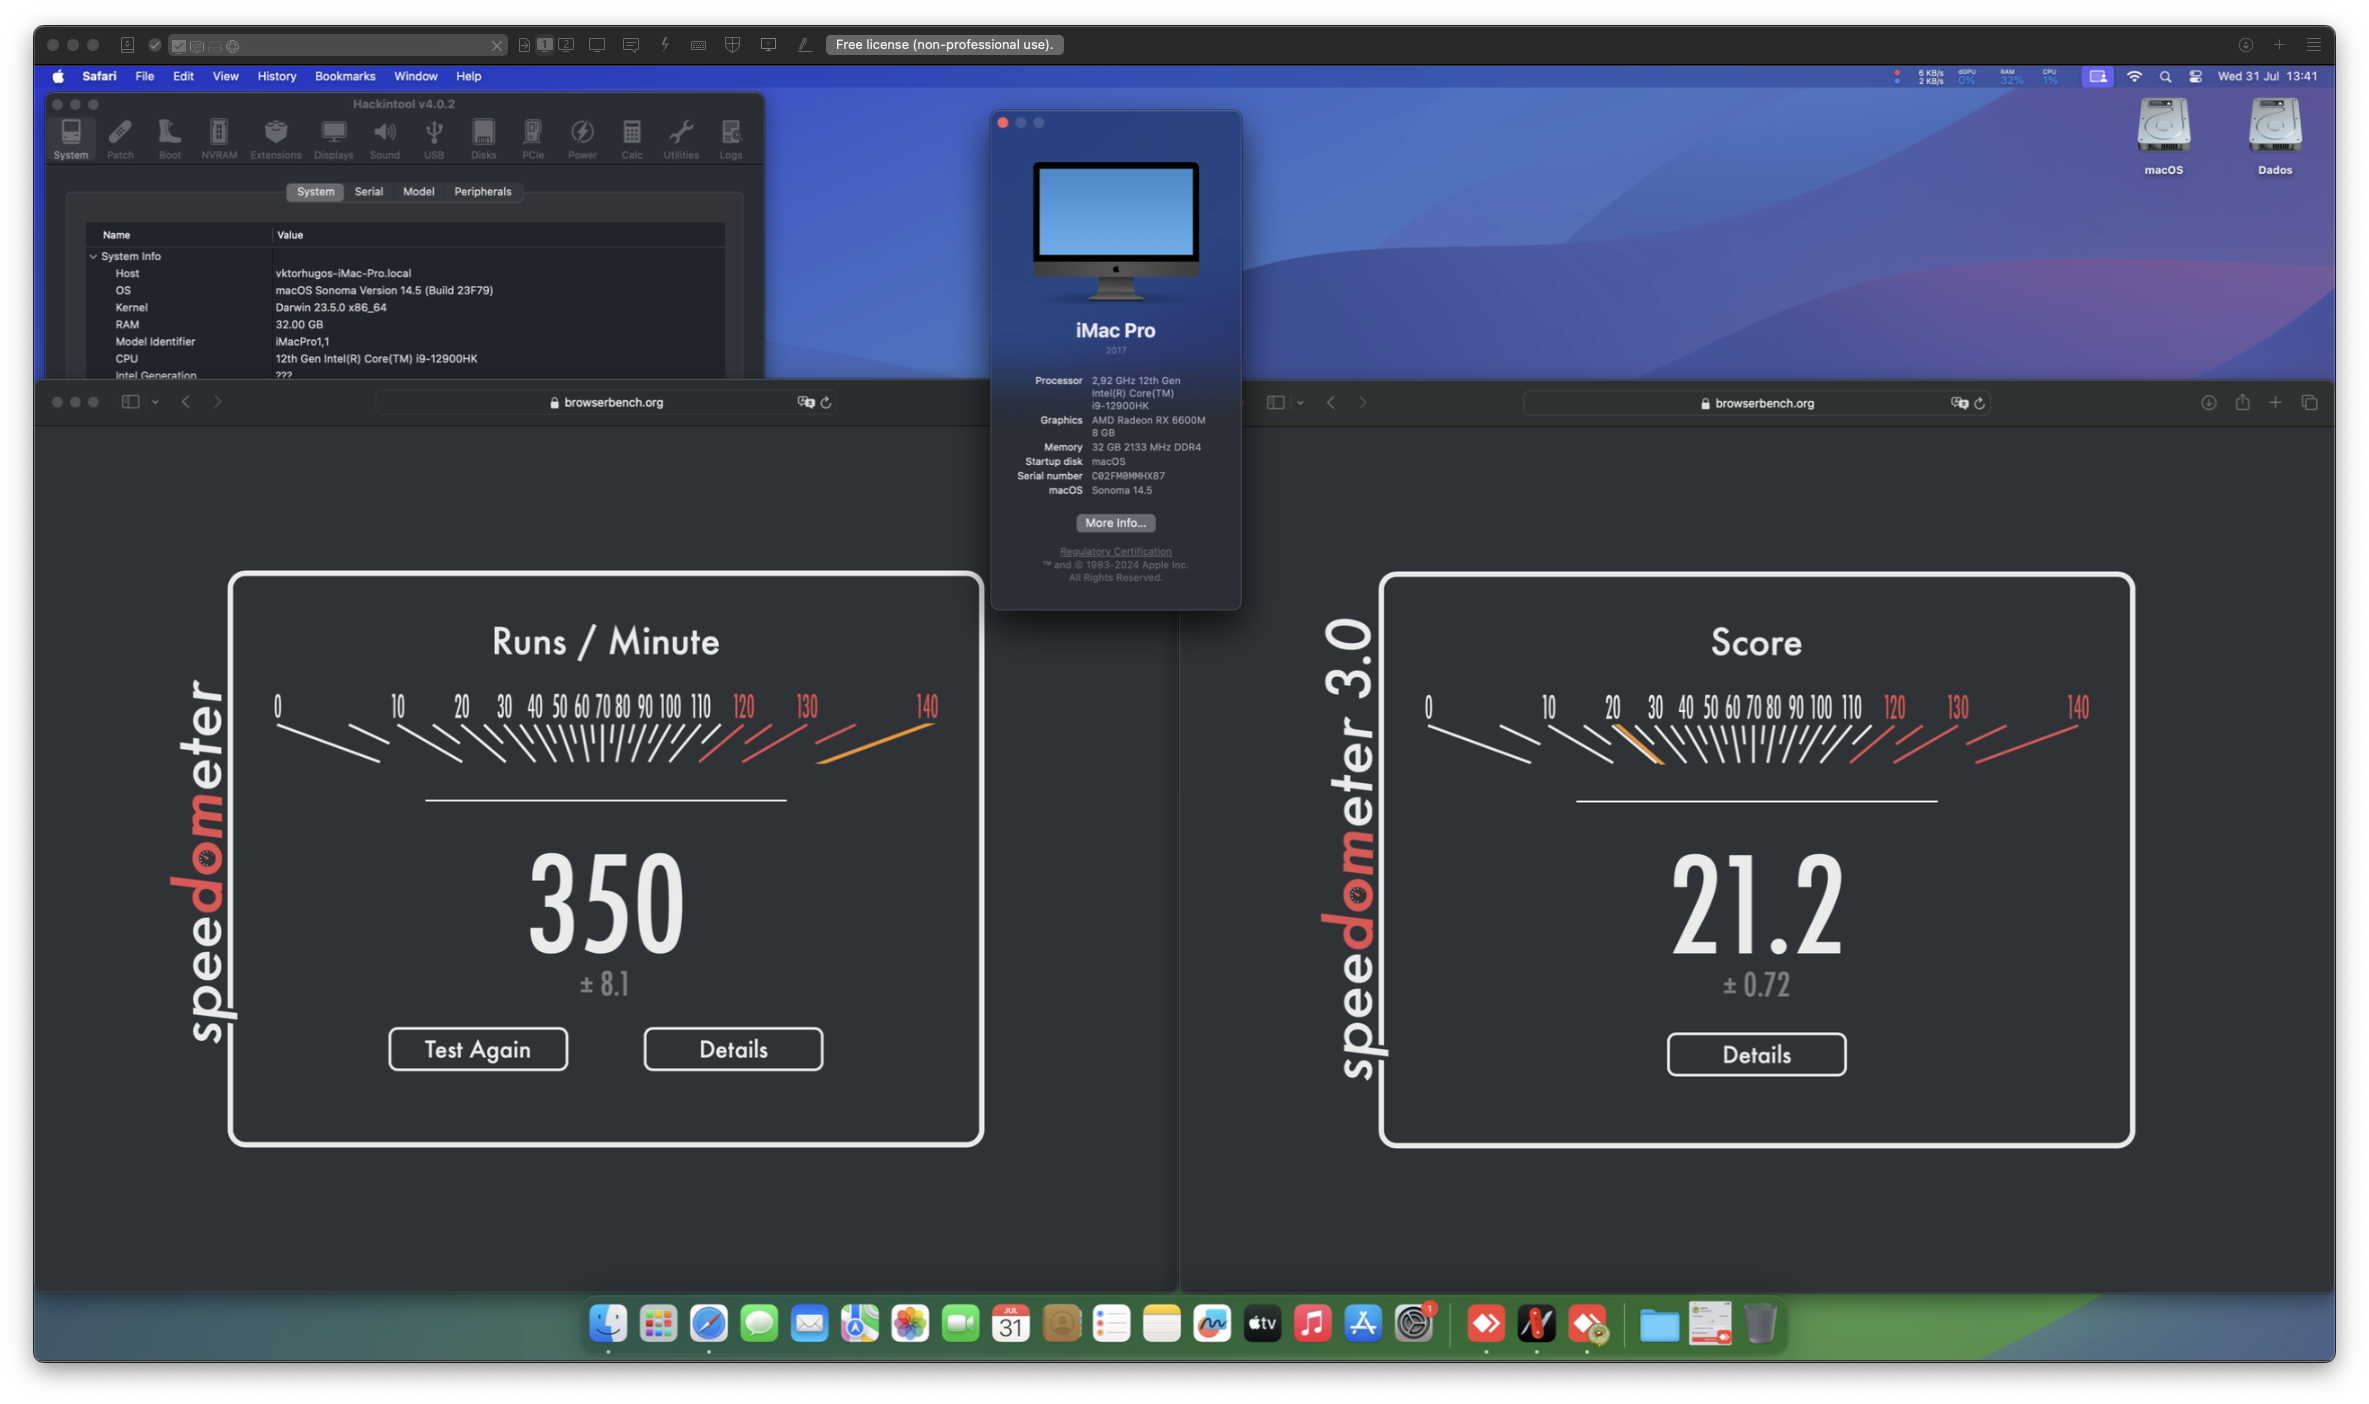 1 2
Free license (non-professional use).
Safari File Edit View History Bookmarks Window Help
6 KB/s
2 KB/s
dGPU
0%
RAM
32%
CPU
1%
Wed 31 Jul 13:41
Hackintool v4.0.2
System Patch Boot NVRAM Extensions Displays Sound USB Disks PCIe Power Calc Utilities Logs
System Serial Model Peripherals
Name Value
System Info
Host vktorhugos-iMac-Pro.local
OS macOS Sonoma Version 14.5 (Build 23F79)
Kernel Darwin 23.5.0 x86_64
RAM 32.00 GB
Model Identifier iMacPro1,1
CPU 12th Gen Intel(R) Core(TM) i9-12900HK
Intel Generation ???
macOS
Dados
iMac Pro
2017
Processor 2,92 GHz 12th Gen
Intel(R) Core(TM)
i9-12900HK
Graphics AMD Radeon RX 6600M
8 GB
Memory 32 GB 2133 MHz DDR4
Startup disk macOS
Serial number C02FM0MMHX87
macOS Sonoma 14.5
More Info...
Regulatory Certification
™ and © 1983-2024 Apple Inc.
All Rights Reserved.
browserbench.org
speedometer
Runs / Minute
0 10 20 30 40 50 60 70 80 90 100 110 120 130 140
350
± 8.1
Test Again
Details
browserbench.org
speedometer 3.0
Score
0 10 20 30 40 50 60 70 80 90 100 110 120 130 140
21.2
± 0.72
Details
JUL
31
tv
1